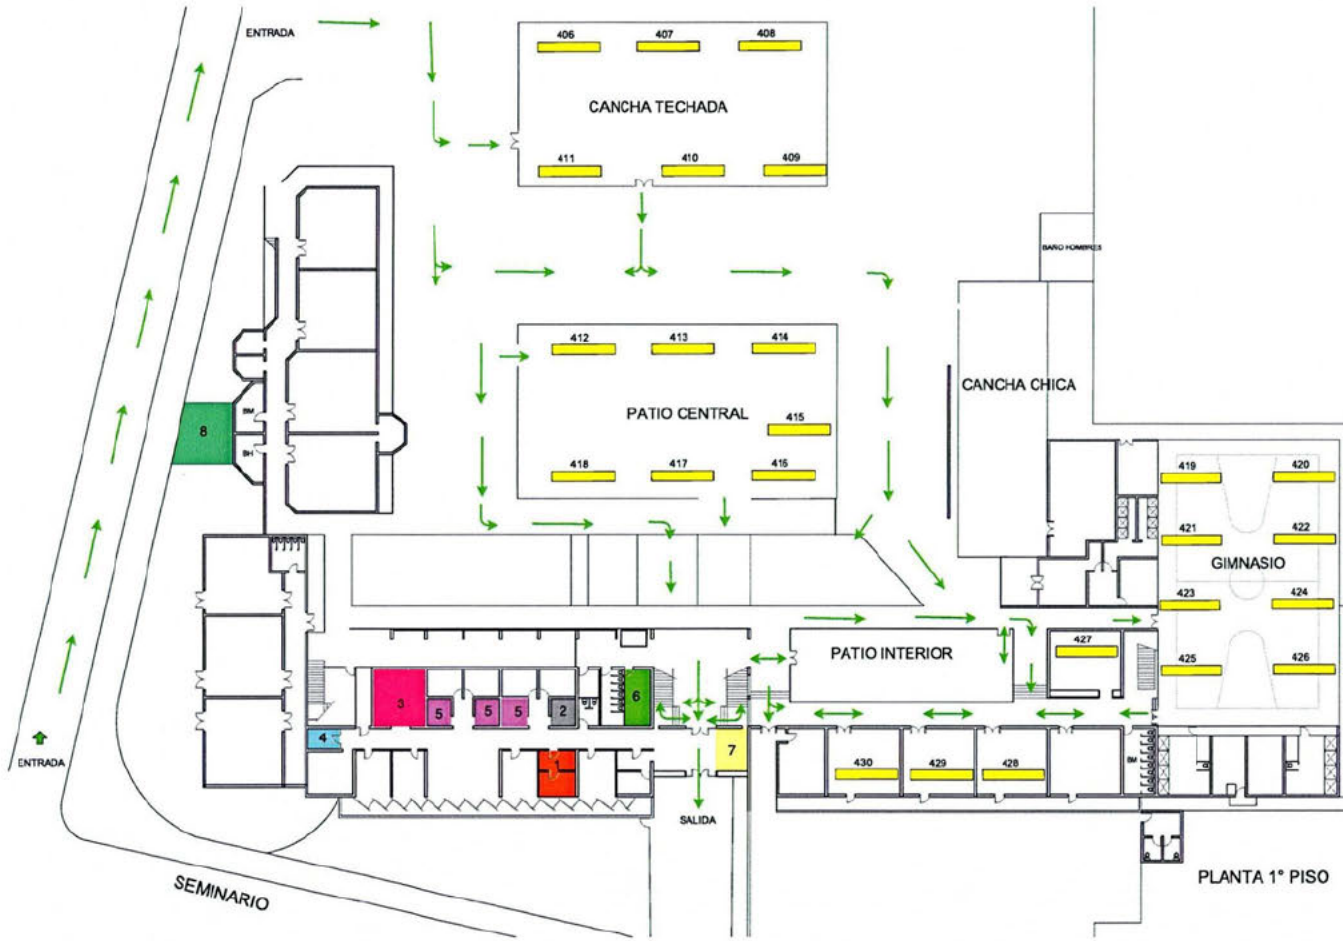 ENTRADA
406 407 408
CANCHA TECHADA
411 410 409
BAÑO HOMBRES
412 413 414
CANCHA CHICA
PATIO CENTRAL
415
BM
8
BH
418 417 416
419 420
421 422
GIMNASIO
423 424
427
PATIO INTERIOR
425 426
3 5 5 5 2 6
4
7
1
ENTRADA
430 429 428
BM
SALIDA
SEMINARIO
PLANTA 1° PISO